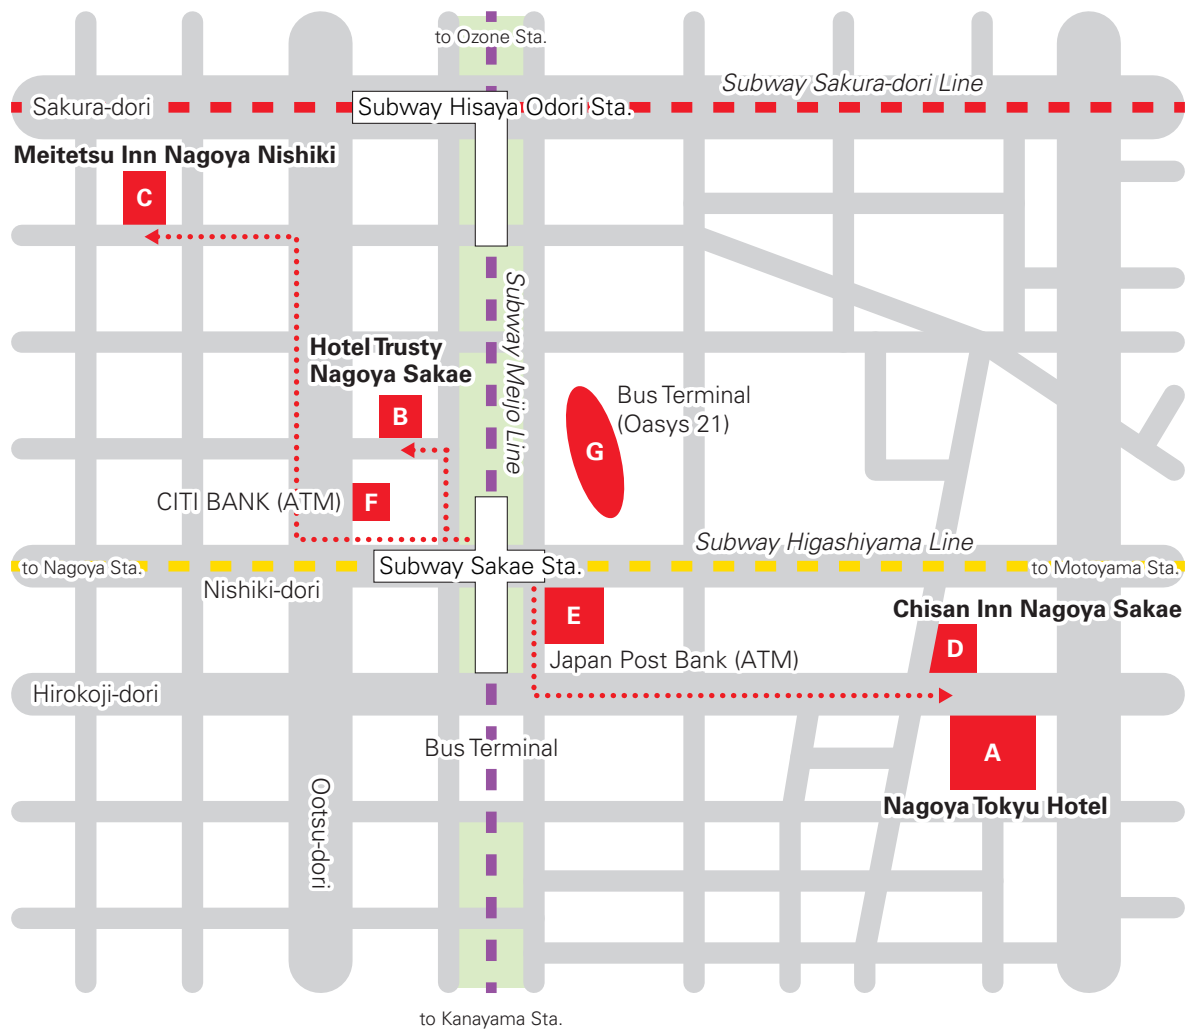 to Ozone Sta.
Subway Sakura-dori Line
Sakura-dori
Subway Hisaya Odori Sta.
Meitetsu Inn Nagoya Nishiki
C
Subway Meijo Line
Hotel Trusty
Nagoya Sakae
B
Bus Terminal
(Oasys 21)
G
CITI BANK (ATM)
F
Subway Higashiyama Line
to Nagoya Sta.
Subway Sakae Sta.
to Motoyama Sta.
Nishiki-dori
E
Chisan Inn Nagoya Sakae
D
Japan Post Bank (ATM)
Hirokoji-dori
Bus Terminal
A
Nagoya Tokyu Hotel
Ootsu-dori
to Kanayama Sta.